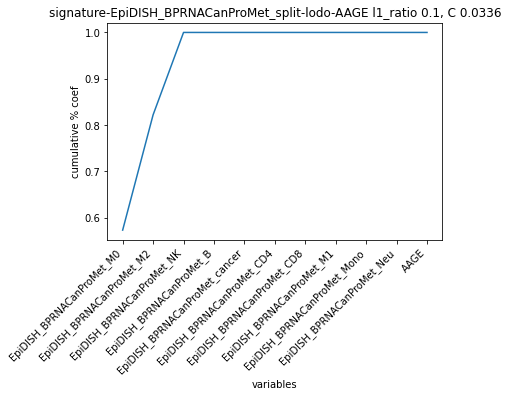 signature-EpiDISH_BPRNACanProMet_split-lodo-AAGE l1_ratio 0.1, C 0.0336
1.0
0.9
0.8
0.7
0.6
cumulative % coef
EpiDISH_BPRNACanProMet_M0
EpiDISH_BPRNACanProMet_M2
EpiDISH_BPRNACanProMet_NK
EpiDISH_BPRNACanProMet_B
EpiDISH_BPRNACanProMet_cancer
EpiDISH_BPRNACanProMet_CD4
EpiDISH_BPRNACanProMet_CD8
EpiDISH_BPRNACanProMet_M1
EpiDISH_BPRNACanProMet_Mono
EpiDISH_BPRNACanProMet_Neu
AAGE
variables